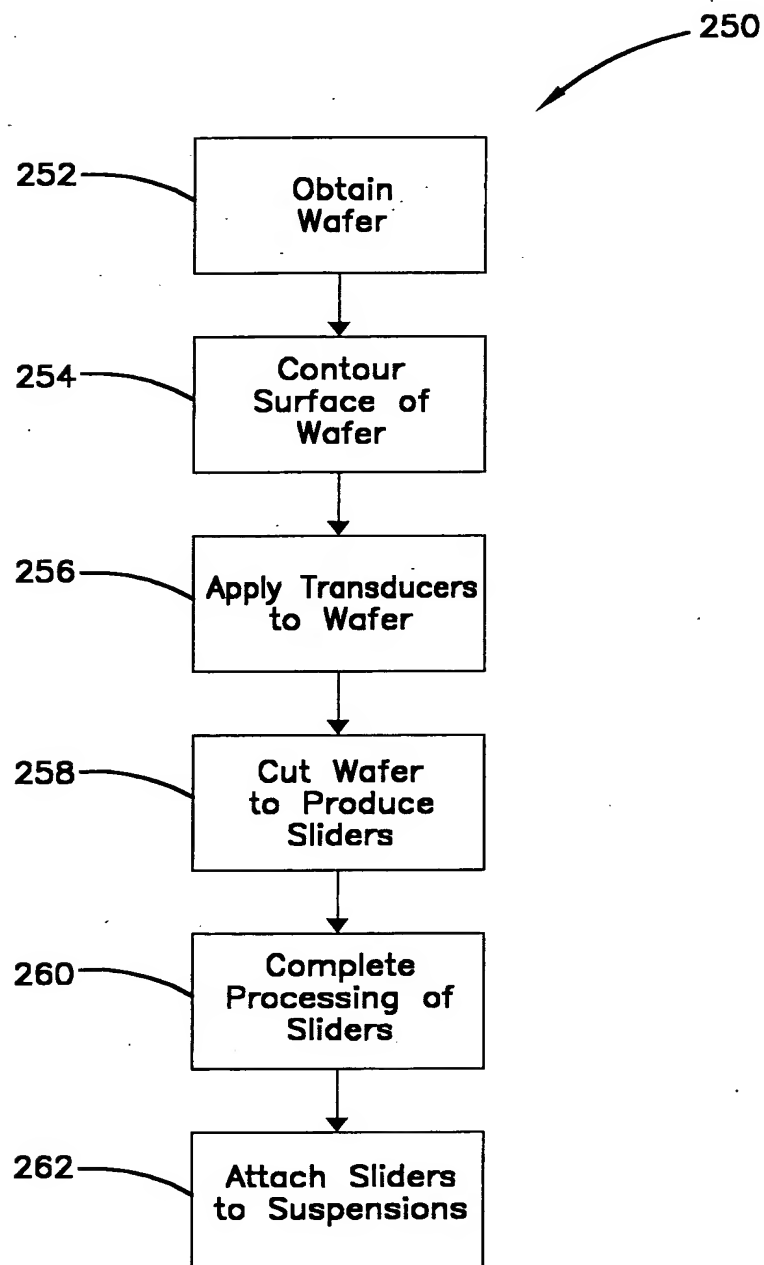 250
252
Obtain
Wafer
254
Contour
Surface of
Wafer
256
Apply Transducers
to Wafer
258
Cut Wafer
to Produce
Sliders
260
Complete
Processing of
Sliders
262
Attach Sliders
to Suspensions